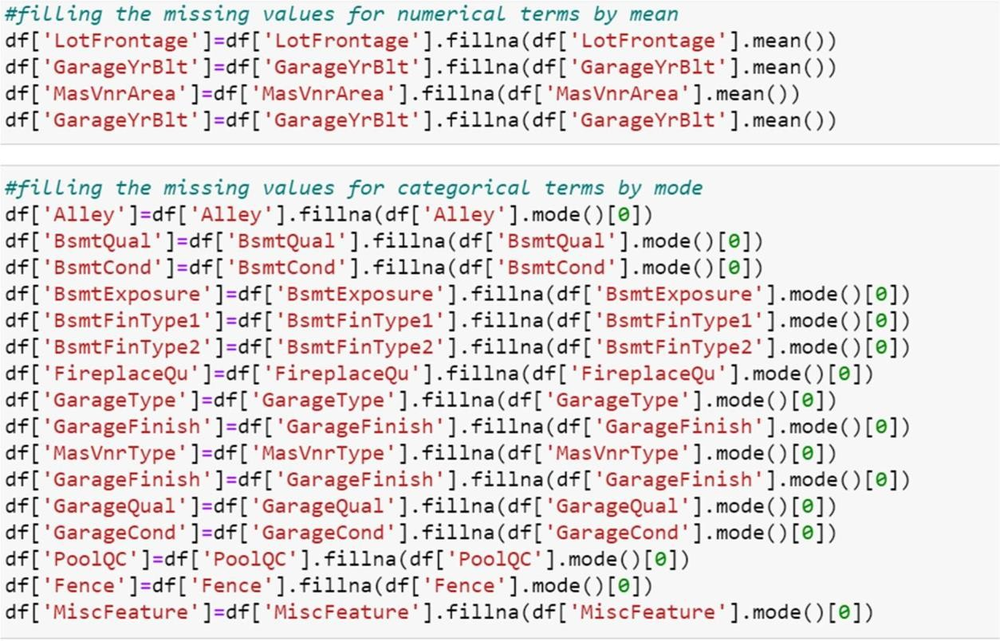 #filling the missing values for numerical terms by mean
df['LotFrontage']=df['LotFrontage'].fillna(df['LotFrontage'].mean())
df['GarageYrBlt']=df['GarageYrBlt'].fillna(df['GarageYrBlt'].mean())
df['MasVnrArea']=df['MasVnrArea'].fillna(df['MasVnrArea'].mean())
df['GarageYrBlt']=df['GarageYrBlt'].fillna(df['GarageYrBlt'].mean())
#filling the missing values for categorical terms by mode
df['Alley']=df['Alley'].fillna(df['Alley'].mode()[0])
df['BsmtQual']=df['BsmtQual'].fillna(df['BsmtQual'].mode()[0])
df['BsmtCond']=df['BsmtCond'].fillna(df['BsmtCond'].mode()[0])
df['BsmtExposure']=df['BsmtExposure'].fillna(df['BsmtExposure'].mode()[0])
df['BsmtFinType1']=df['BsmtFinType1'].fillna(df['BsmtFinType1'].mode()[0])
df['BsmtFinType2']=df['BsmtFinType2'].fillna(df['BsmtFinType2'].mode()[0])
df['FireplaceQu']=df['FireplaceQu'].fillna(df['FireplaceQu'].mode()[0])
df['GarageType']=df['GarageType'].fillna(df['GarageType'].mode()[0])
df['GarageFinish']=df['GarageFinish'].fillna(df['GarageFinish'].mode()[0])
df['MasVnrType']=df['MasVnrType'].fillna(df['MasVnrType'].mode()[0])
df['GarageFinish']=df['GarageFinish'].fillna(df['GarageFinish'].mode()[0])
df['GarageQual']=df['GarageQual'].fillna(df['GarageQual'].mode()[0])
df['GarageCond']=df['GarageCond'].fillna(df['GarageCond'].mode()[0])
df['PoolQC']=df['PoolQC'].fillna(df['PoolQC'].mode()[0])
df['Fence']=df['Fence'].fillna(df['Fence'].mode()[0])
df['MiscFeature']=df['MiscFeature'].fillna(df['MiscFeature'].mode()[0])